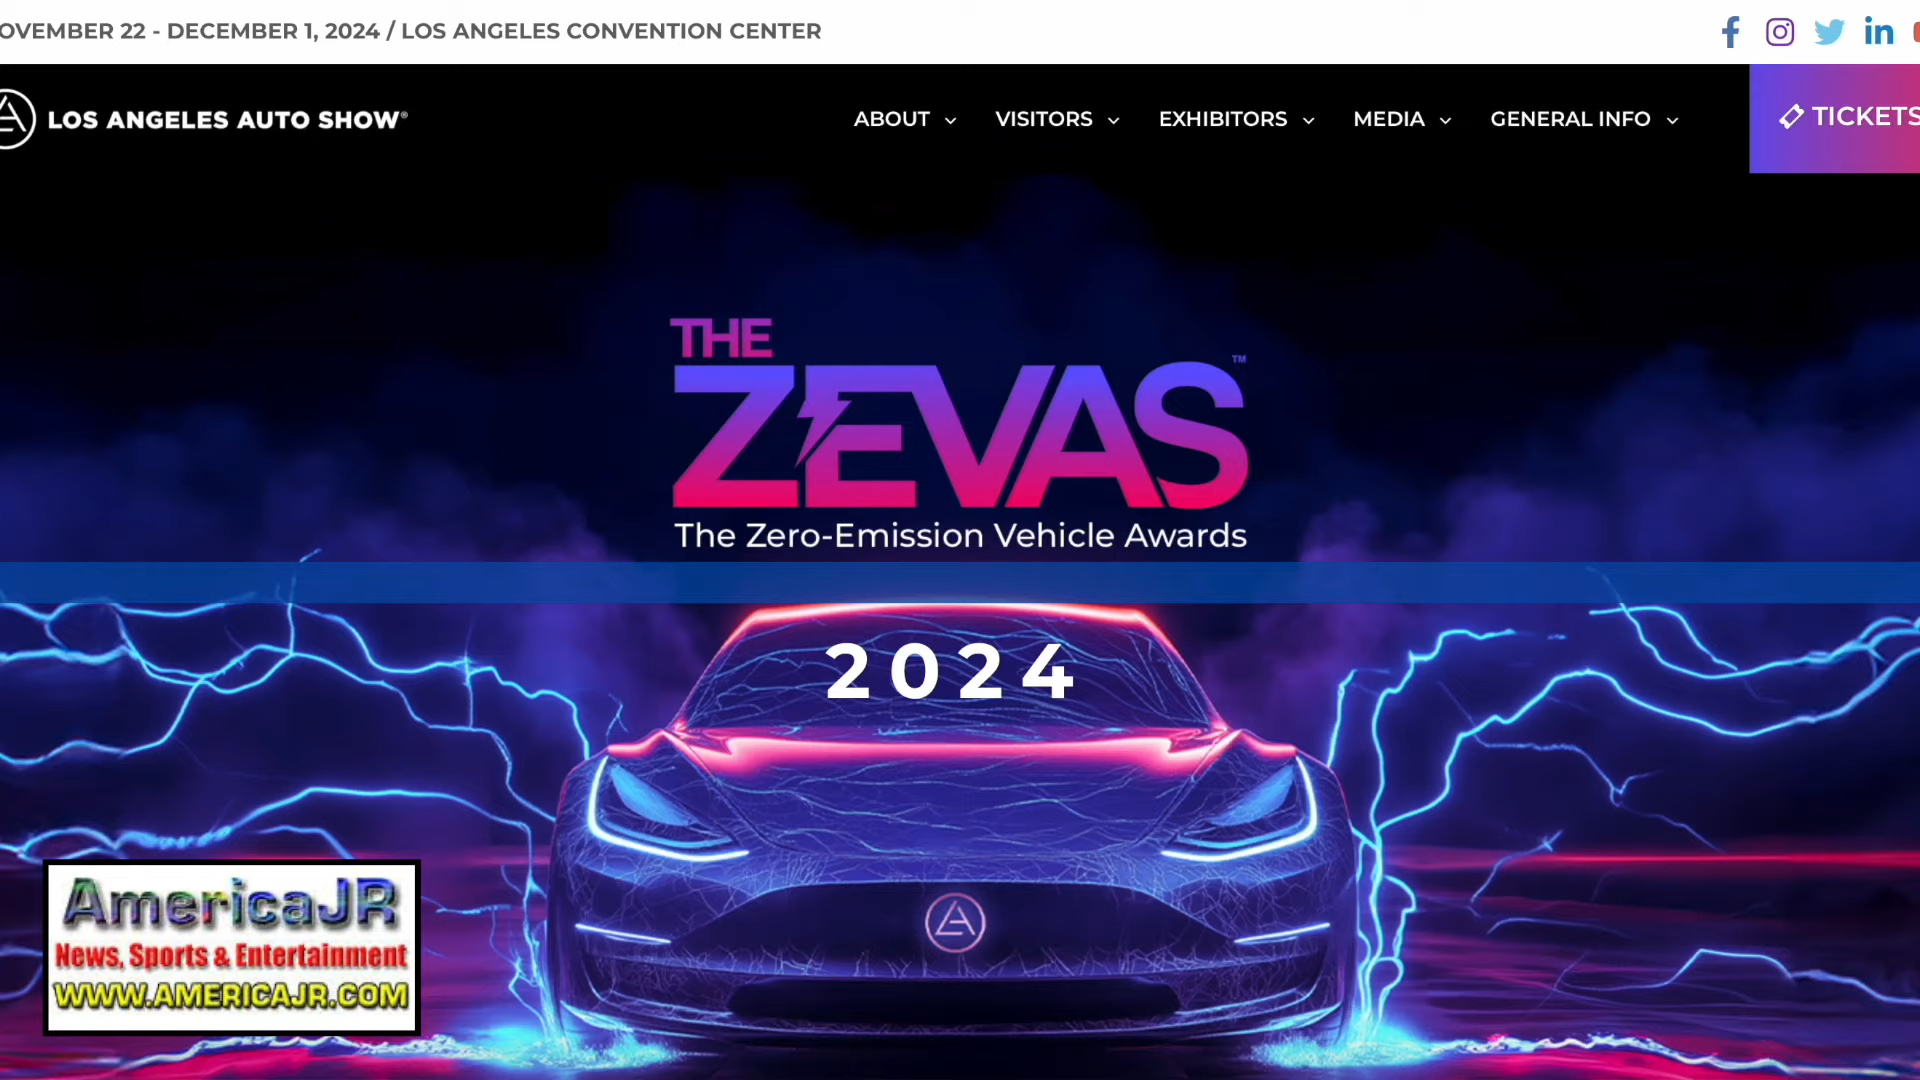 OVEMBER 22 - DECEMBER 1, 2024 / LOS ANGELES CONVENTION CENTER
LOS ANGELES AUTO SHOW®
ABOUT
VISITORS
EXHIBITORS
MEDIA
GENERAL INFO
TICKETS
THE
ZEVAS™
The Zero-Emission Vehicle Awards
2024
AmericaJR
News, Sports & Entertainment
WWW.AMERICAJR.COM